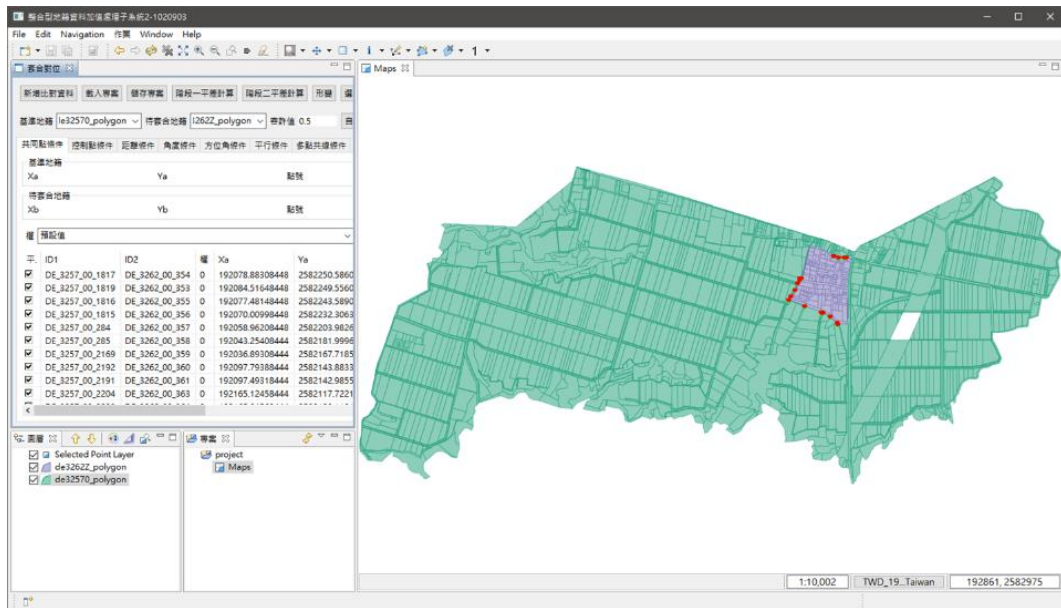 整合型地籍資料加值處理子系統2-1020903
File Edit Navigation 作業 Window Help
1
套合對位
新增比對資料 載入專案 儲存專案 階段一平差計算 階段二平差計算 形變
基準地籍 le32570_polygon 待套合地籍 l262Z_polygon 容許值 0.5
共同點條件 控制點條件 距離條件 角度條件 方位角條件 平行條件 多點共線條件
基準地籍
Xa Ya 點號
待套合地籍
Xb Yb 點號
權 預設值
平. ID1 ID2 權 Xa Ya
DE_3257_00_1817 DE_3262_00_354 0 192078.88308448 2582250.5860
DE_3257_00_1819 DE_3262_00_353 0 192084.51648448 2582249.5560
DE_3257_00_1816 DE_3262_00_355 0 192077.48148448 2582243.5890
DE_3257_00_1815 DE_3262_00_356 0 192070.00998448 2582232.3063
DE_3257_00_284 DE_3262_00_357 0 192058.96208448 2582203.9826
DE_3257_00_285 DE_3262_00_358 0 192043.25408444 2582181.9996
DE_3257_00_2169 DE_3262_00_359 0 192036.89308444 2582167.7185
DE_3257_00_2192 DE_3262_00_360 0 192097.79388444 2582143.8833
DE_3257_00_2191 DE_3262_00_361 0 192097.49318444 2582142.9855
DE_3257_00_2204 DE_3262_00_363 0 192165.12458444 2582117.7221
圖層
Selected Point Layer
de3262Z_polygon
de32570_polygon
專案
project
Maps
Maps
1:10,002 TWD_19...Taiwan 192861, 2582975